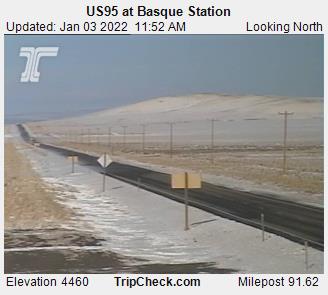 US95 at Basque Station
Updated: Jan 03 2022 11:52 AM Looking North
Elevation 4460 TripCheck.com Milepost 91.62